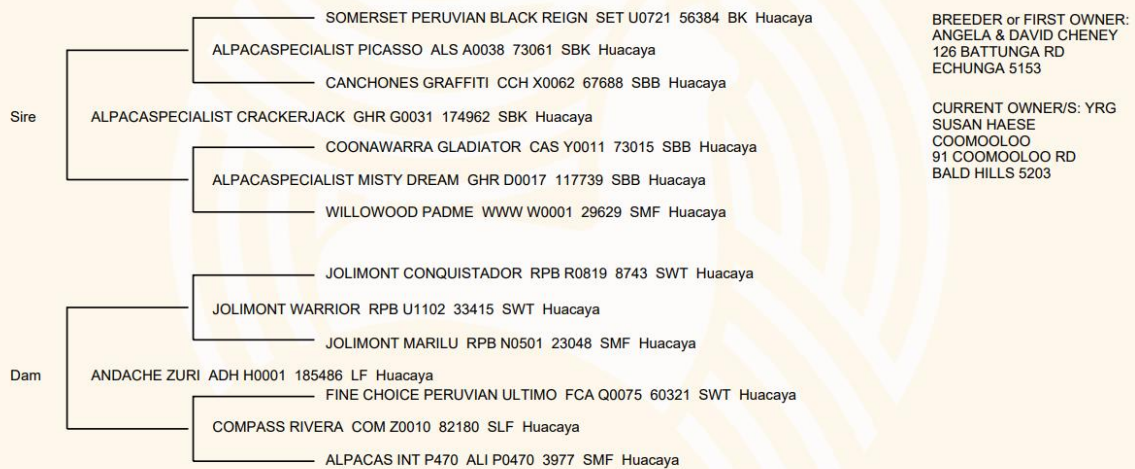 SOMERSET PERUVIAN BLACK REIGN SET U0721 56384 BK Huacaya
ALPACASPECIALIST PICASSO ALS A0038 73061 SBK Huacaya
CANCHONES GRAFFITI CCH X0062 67688 SBB Huacaya
Sire
ALPACASPECIALIST CRACKERJACK GHR G0031 174962 SBK Huacaya
COONAWARRA GLADIATOR CAS Y0011 73015 SBB Huacaya
ALPACASPECIALIST MISTY DREAM GHR D0017 117739 SBB Huacaya
WILLOWOOD PADME WWW W0001 29629 SMF Huacaya
JOLIMONT CONQUISTADOR RPB R0819 8743 SWT Huacaya
JOLIMONT WARRIOR RPB U1102 33415 SWT Huacaya
JOLIMONT MARILU RPB N0501 23048 SMF Huacaya
Dam
ANDACHE ZURI ADH H0001 185486 LF Huacaya
FINE CHOICE PERUVIAN ULTIMO FCA Q0075 60321 SWT Huacaya
COMPASS RIVERA COM Z0010 82180 SLF Huacaya
ALPACAS INT P470 ALI P0470 3977 SMF Huacaya
BREEDER or FIRST OWNER:
ANGELA & DAVID CHENEY
126 BATTUNGA RD
ECHUNGA 5153
CURRENT OWNER/S: YRG
SUSAN HAESE
COOMOOLOO
91 COOMOOLOO RD
BALD HILLS 5203